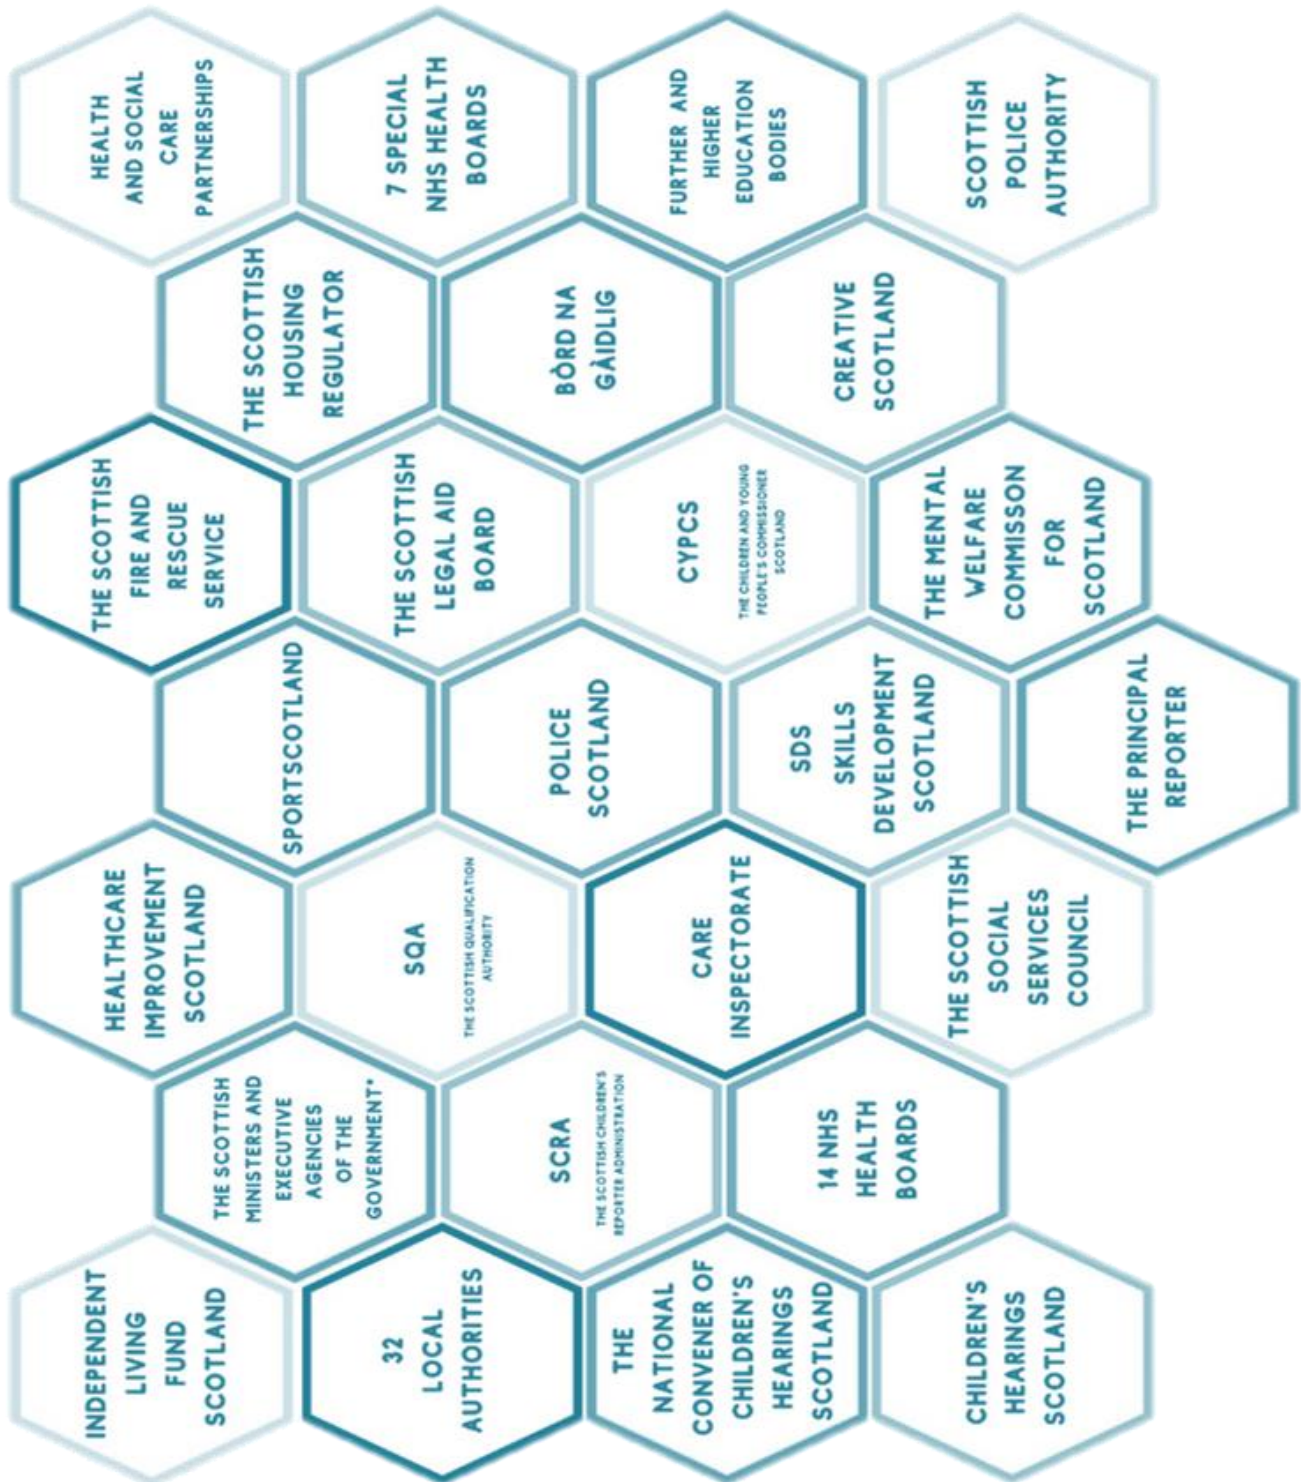 INDEPENDENT
LIVING
FUND
SCOTLAND
HEALTHCARE
IMPROVEMENT
SCOTLAND
THE SCOTTISH
FIRE AND
RESCUE
SERVICE
HEALTH
AND SOCIAL
CARE
PARTNERSHIPS
THE SCOTTISH
MINISTERS AND
EXECUTIVE
AGENCIES
OF THE
GOVERNMENT*
SPORTSCOTLAND
THE SCOTTISH
HOUSING
REGULATOR
32
LOCAL
AUTHORITIES
SQA
THE SCOTTISH QUALIFICATION
AUTHORITY
THE SCOTTISH
LEGAL AID
BOARD
7 SPECIAL
NHS HEALTH
BOARDS
SCRA
THE SCOTTISH CHILDREN'S
REPORTER ADMINISTRATION
POLICE
SCOTLAND
BÒRD NA
GÀIDLIG
THE
NATIONAL
CONVENER OF
CHILDREN'S
HEARINGS
SCOTLAND
CARE
INSPECTORATE
CYPCS
THE CHILDREN AND YOUNG
PEOPLE'S COMMISSIONER
SCOTLAND
FURTHER AND
HIGHER
EDUCATION
BODIES
14 NHS
HEALTH
BOARDS
SDS
SKILLS
DEVELOPMENT
SCOTLAND
CREATIVE
SCOTLAND
CHILDREN'S
HEARINGS
SCOTLAND
THE SCOTTISH
SOCIAL
SERVICES
COUNCIL
THE MENTAL
WELFARE
COMMISSON
FOR
SCOTLAND
SCOTTISH
POLICE
AUTHORITY
THE PRINCIPAL
REPORTER